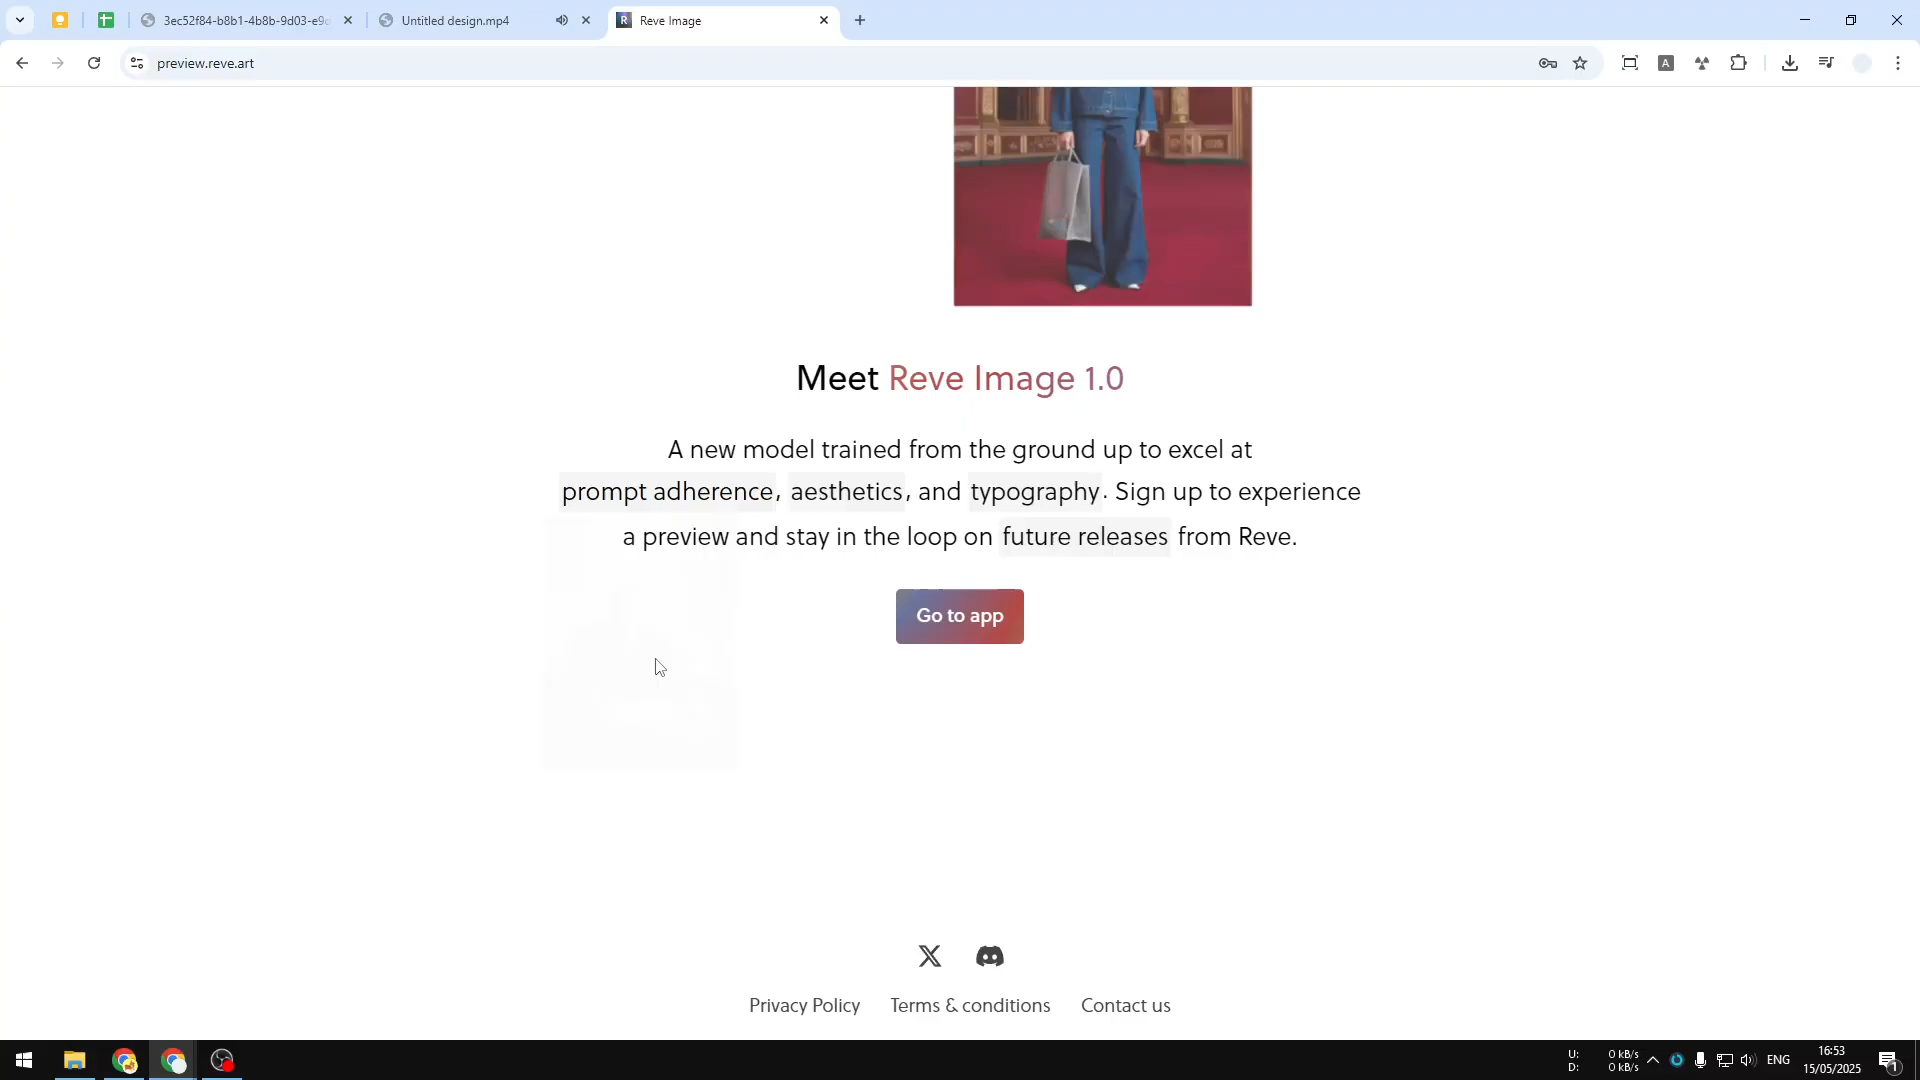 3ec52f84-b8b1-4b8b-9d03-e9
Untitled design.mp4
R
Reve Image
preview.reve.art
A
Meet Reve Image 1.0
A new model trained from the ground up to excel at
prompt adherence, aesthetics, and typography. Sign up to experience
a preview and stay in the loop on future releases from Reve.
Go to app
Privacy Policy
Terms & conditions
Contact us
U: 0 kB/s
D: 0 kB/s
ENG
16:53
15/05/2025
1